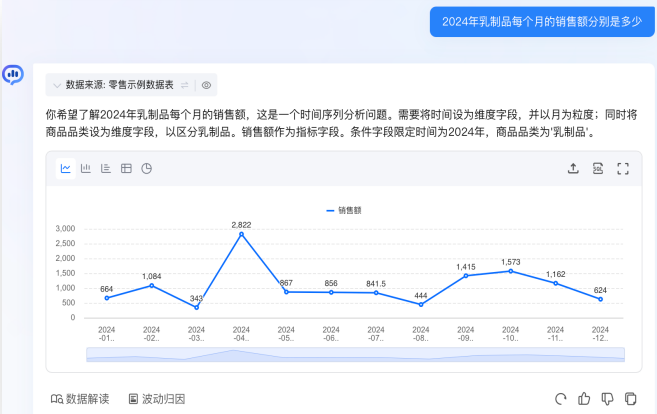 2024年乳制品每个月的销售额分别是多少
数据来源: 零售示例数据表
你希望了解2024年乳制品每个月的销售额，这是一个时间序列分析问题。需要将时间设为维度字段，并以月为粒度；同时将
商品品类设为维度字段，以区分乳制品。销售额作为指标字段。条件字段限定时间为2024年，商品品类为'乳制品'。
SQL
销售额
3,000
2,500
2,000
1,500
1,000
500
0
664
1,084
343
2,822
867
856
841.5
444
1,415
1,573
1,162
624
2024 2024 2024 2024 2024 2024 2024 2024 2024 2024 2024 2024
-01.. -02.. -03.. -04.. -05.. -06.. -07.. -08.. -09.. -10.. -11.. -12..
数据解读 波动归因